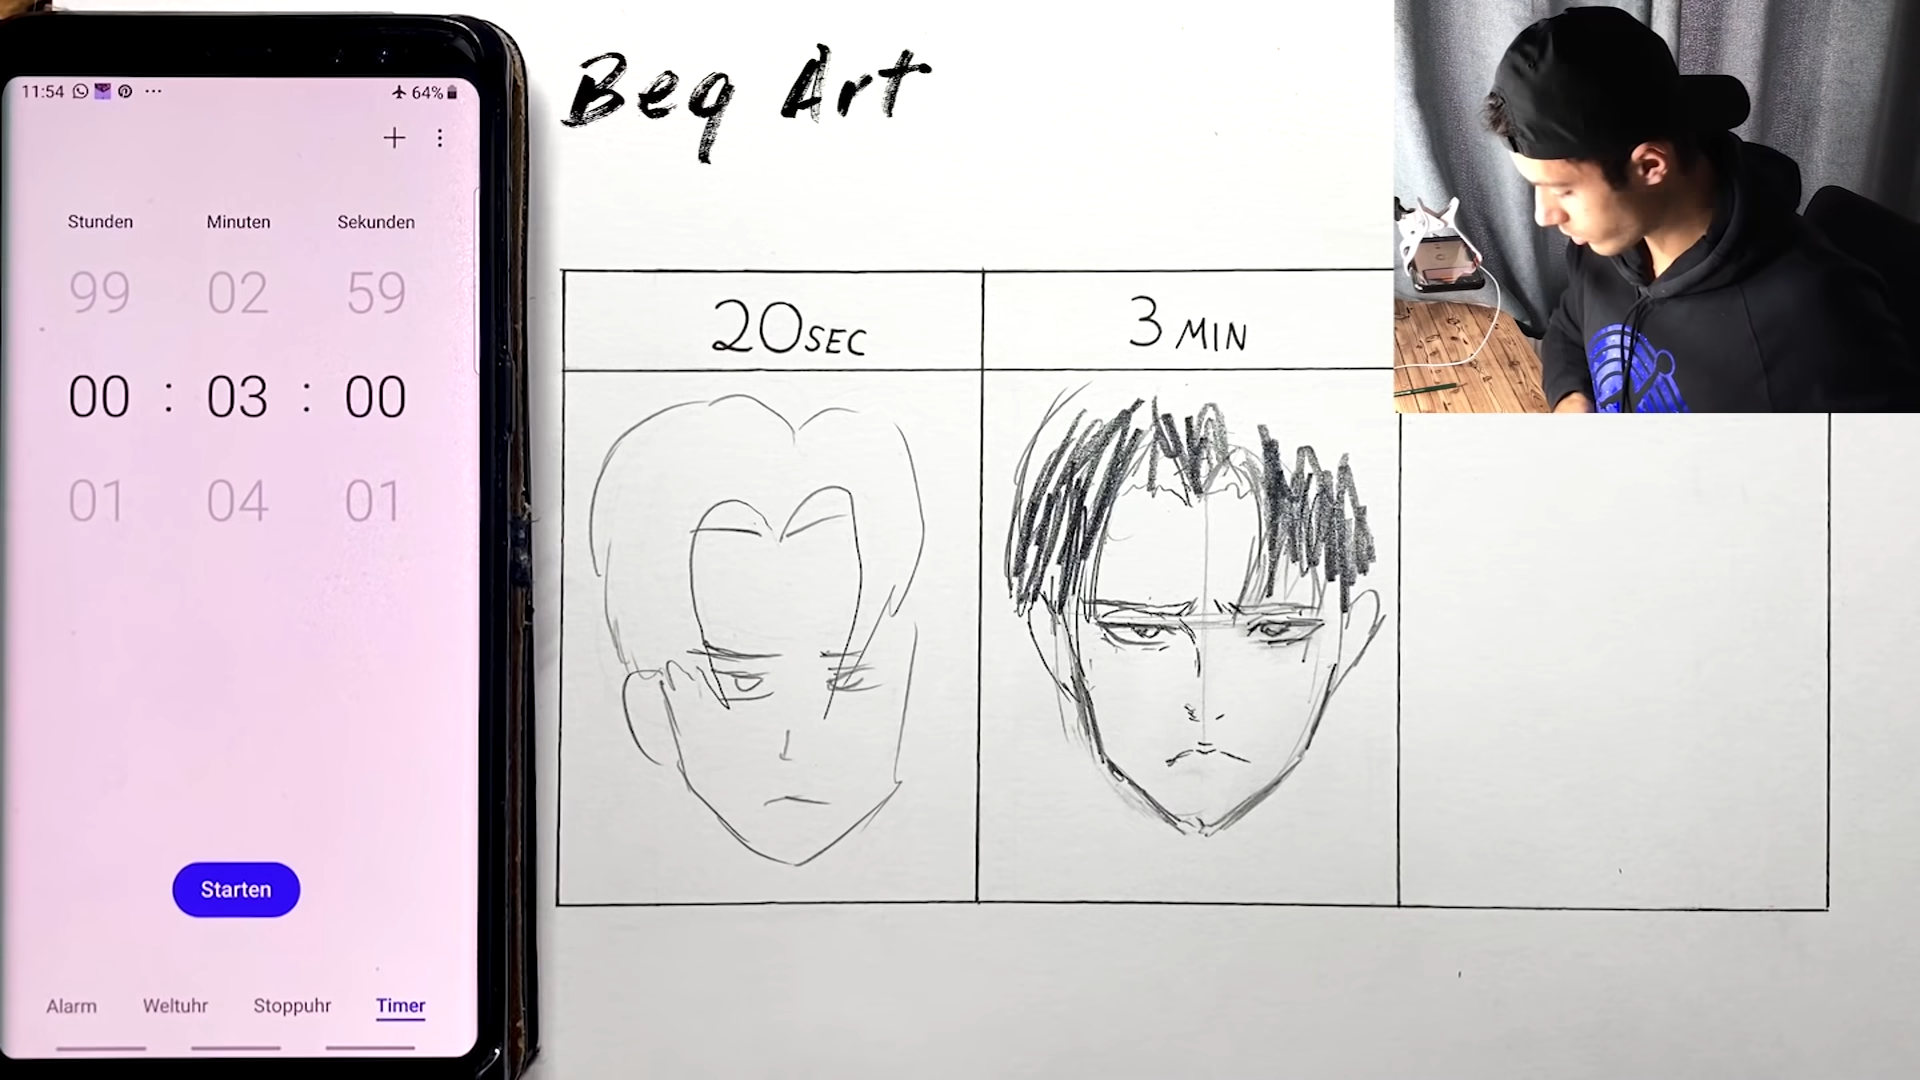 11:54
64%
Stunden Minuten Sekunden
99 02 59
00 : 03 : 00
01 04 01
Starten
Alarm Weltuhr Stoppuhr Timer
Beq Art
20SEC
3 MIN